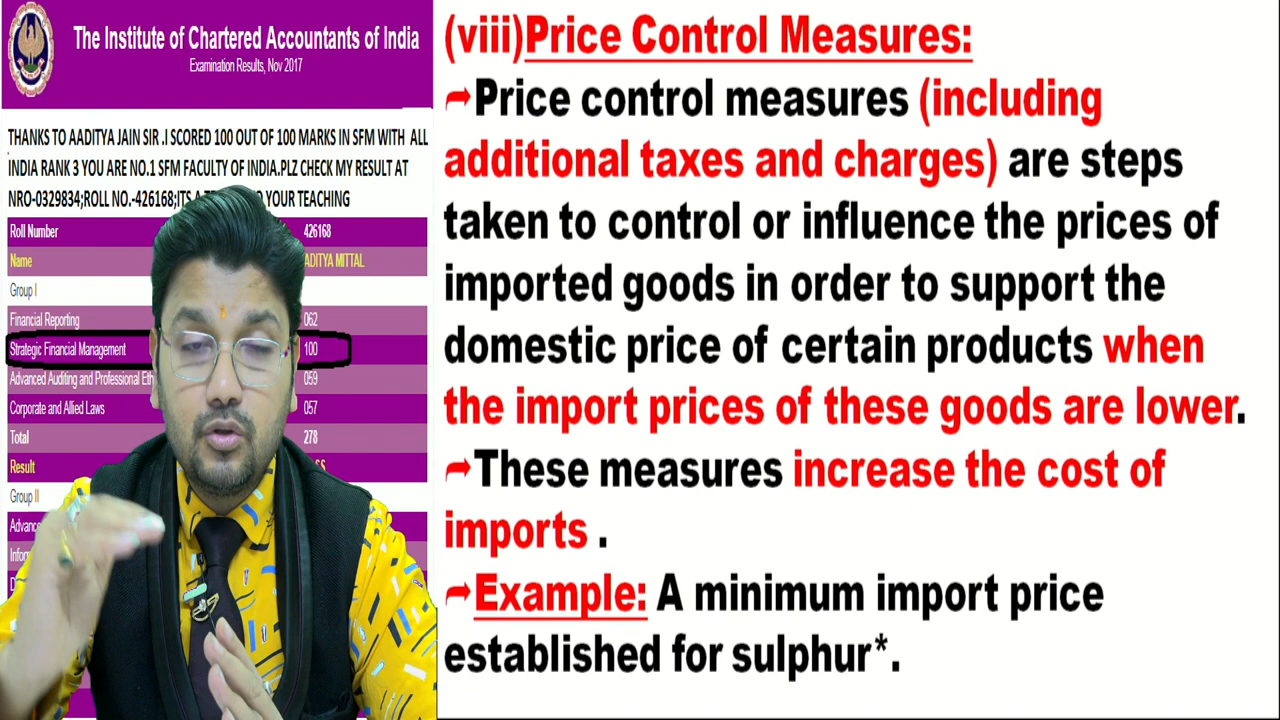 The Institute of Chartered Accountants of India
Examination Results, Nov 2017
THANKS TO AADITYA JAIN SIR .I SCORED 100 OUT OF 100 MARKS IN SFM WITH ALL
INDIA RANK 3 YOU ARE NO.1 SFM FACULTY OF INDIA.PLZ CHECK MY RESULT AT
NRO-0329834;ROLL NO.-426168;ITS A YOUR TEACHING
Roll Number 426168
Name ADITYA MITTAL
Group I
Financial Reporting 062
Strategic Financial Management 100
Advanced Auditing and Professional 059
Corporate and Allied Laws 057
Total 278
Result
Group II
(viii)Price Control Measures:
Price control measures (including
additional taxes and charges) are steps
taken to control or influence the prices of
imported goods in order to support the
domestic price of certain products when
the import prices of these goods are lower.
These measures increase the cost of
imports .
Example: A minimum import price
established for sulphur*.